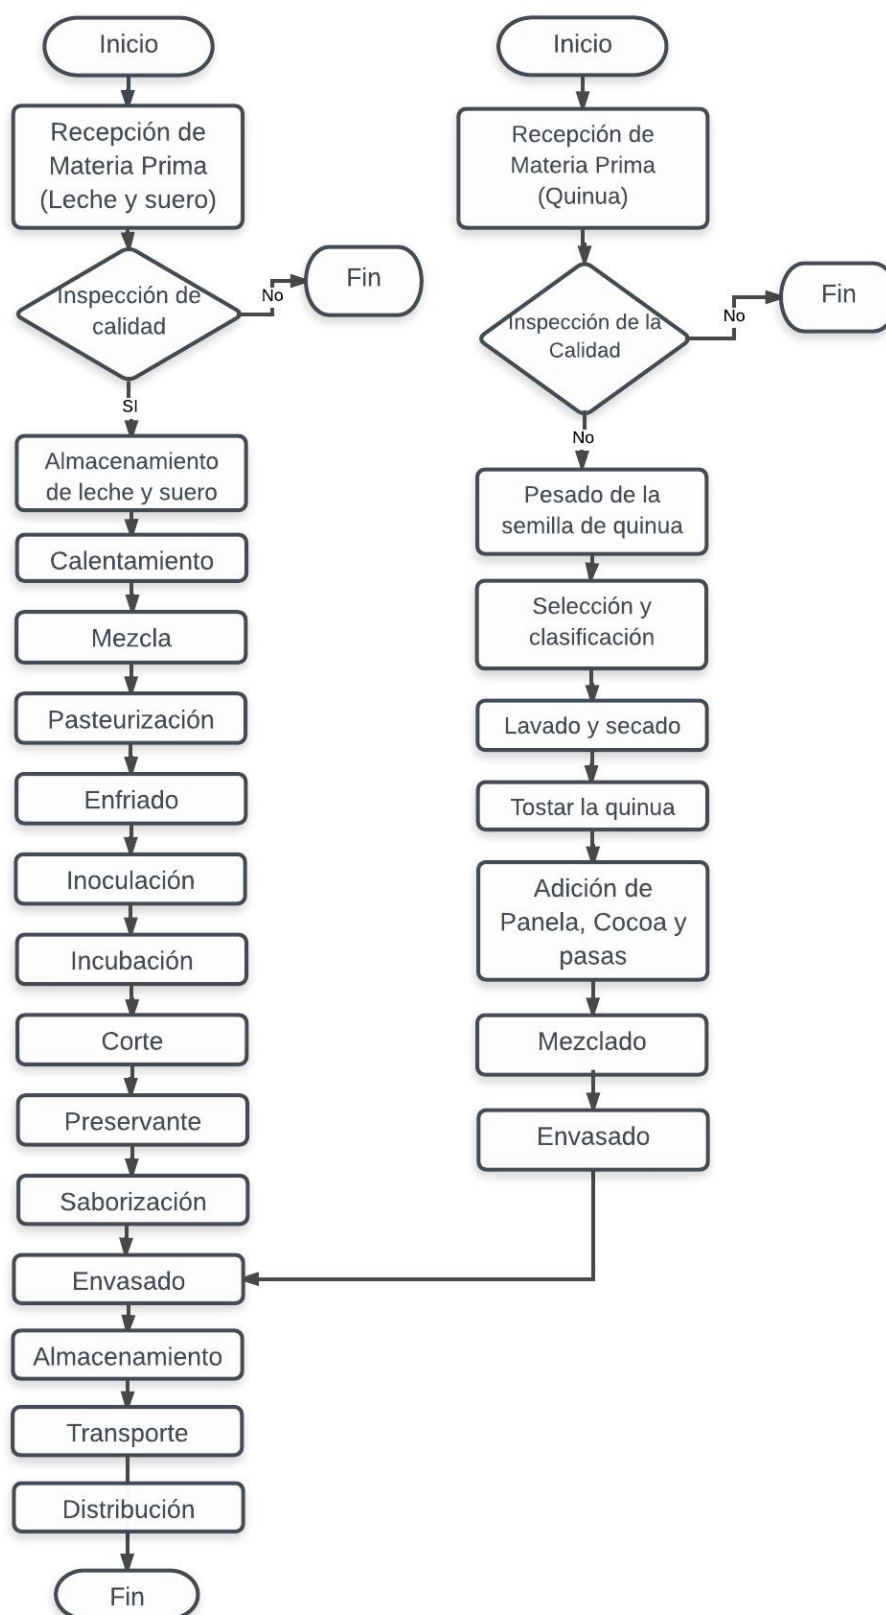 Inicio
Recepción de
Materia Prima
(Leche y suero)
Inspección de
calidad
No
Fin
SI
Almacenamiento
de leche y suero
Calentamiento
Mezcla
Pasteurización
Enfriado
Inoculación
Incubación
Corte
Preservante
Saborización
Envasado
Almacenamiento
Transporte
Distribución
Fin
Inicio
Recepción de
Materia Prima
(Quinua)
Inspección de la
Calidad
No
Fin
No
Pesado de la
semilla de quinua
Selección y
clasificación
Lavado y secado
Tostar la quinua
Adición de
Panela, Cocoa y
pasas
Mezclado
Envasado